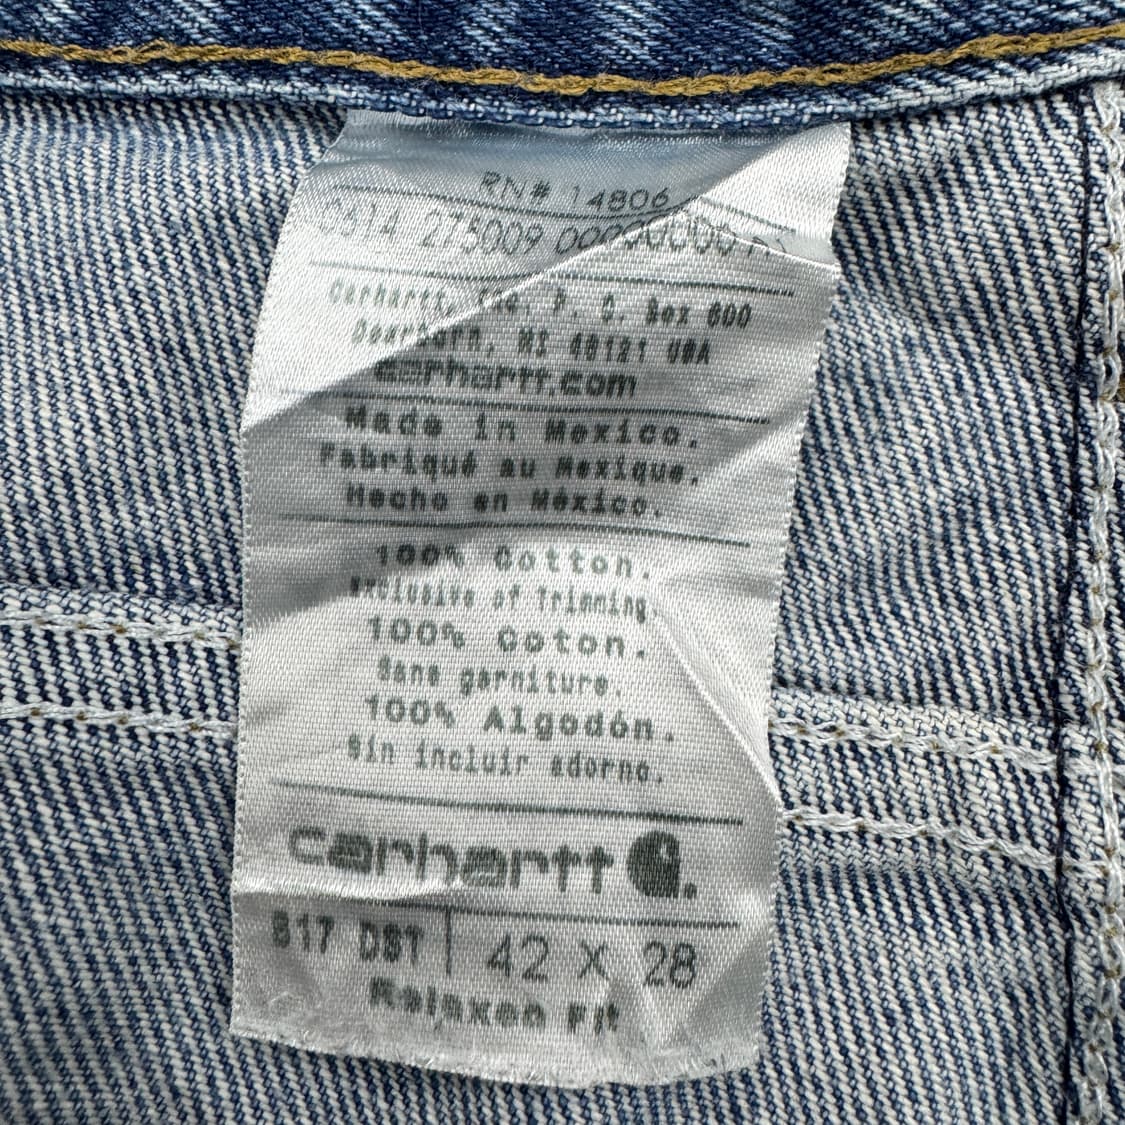 RN# 14806
0614 275009
Carhartt, Inc. P. O. Box 600
Dearborn, MI 48121 USA
carhartt.com
Made in Mexico.
Fabriqué au Mexique.
Hecho en México.
100% Cotton.
Exclusive of Trimming.
100% Coton.
Sans garniture.
100% Algodón.
Sin incluir adorno.
carhartt
DST 42 X 28
Relaxed Fit